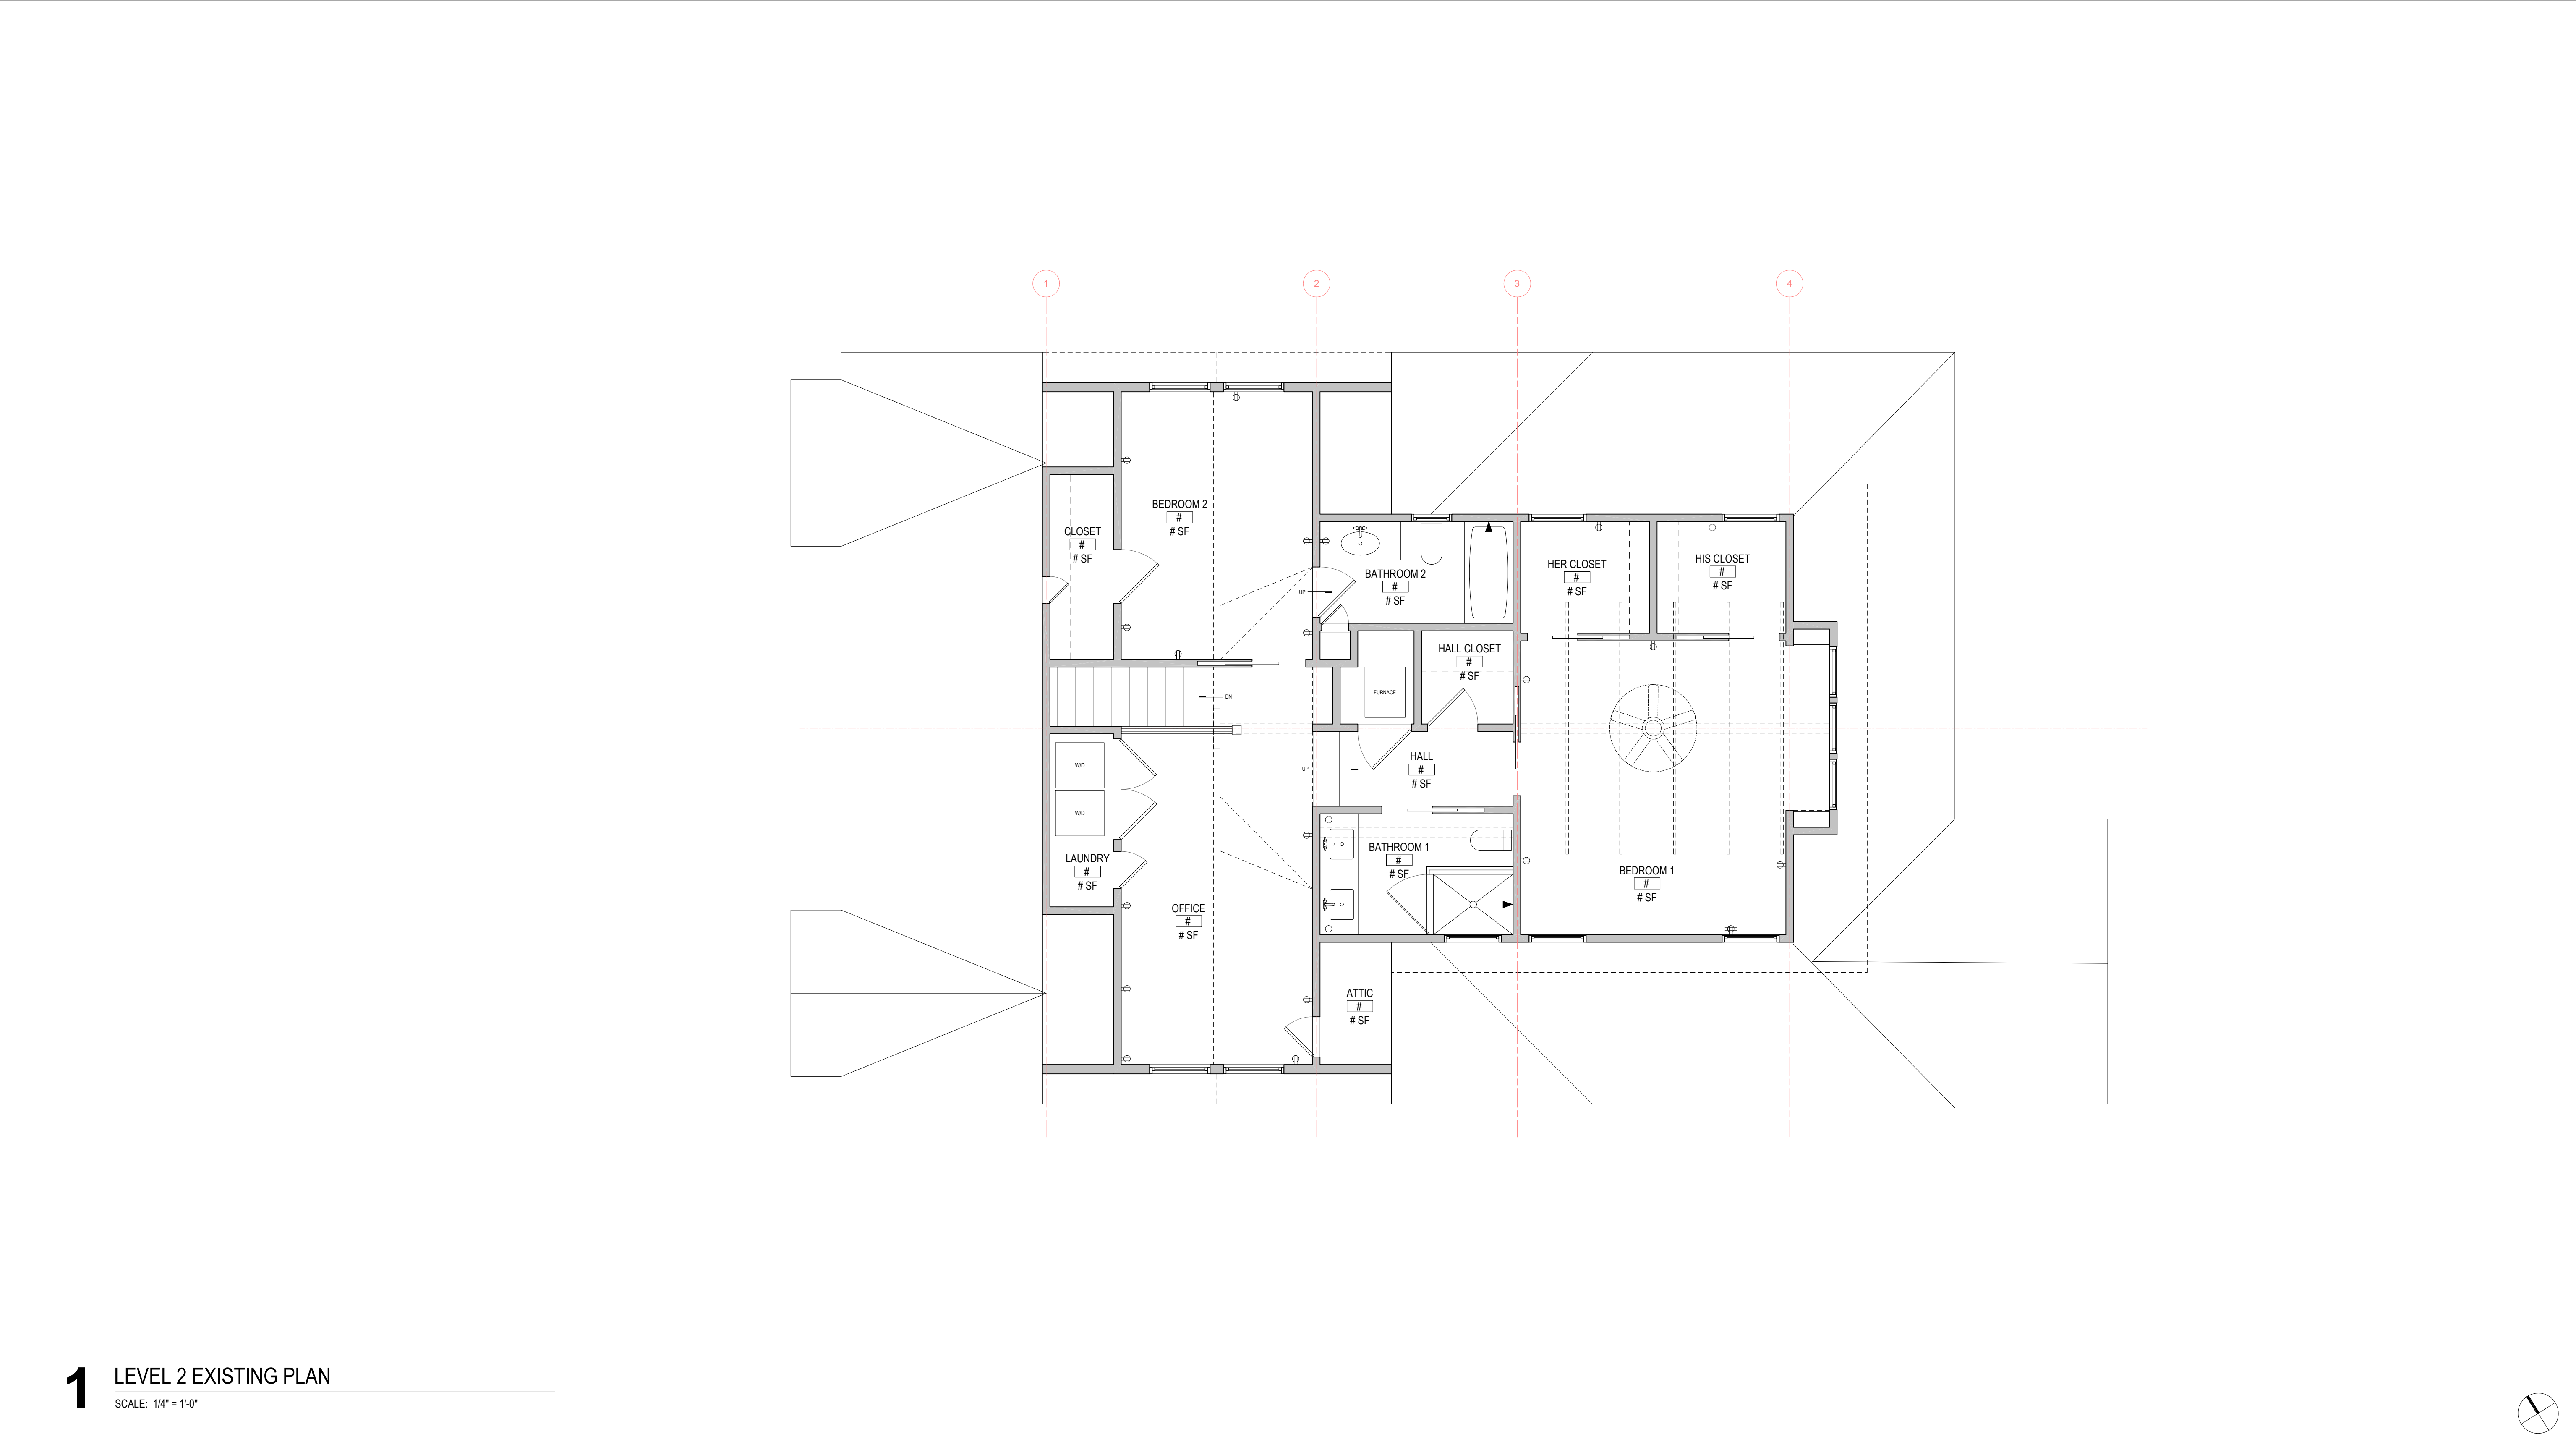 1
2
3
4
BEDROOM 2
#
# SF
CLOSET
#
# SF
BATHROOM 2
#
# SF
UP
HER CLOSET
#
# SF
HIS CLOSET
#
# SF
HALL CLOSET
#
# SF
FURNACE
DN
HALL
#
# SF
UP
W/D
W/D
LAUNDRY
#
# SF
BATHROOM 1
#
# SF
BEDROOM 1
#
# SF
OFFICE
#
# SF
ATTIC
#
# SF
1
LEVEL 2 EXISTING PLAN
SCALE: 1/4" = 1'-0"